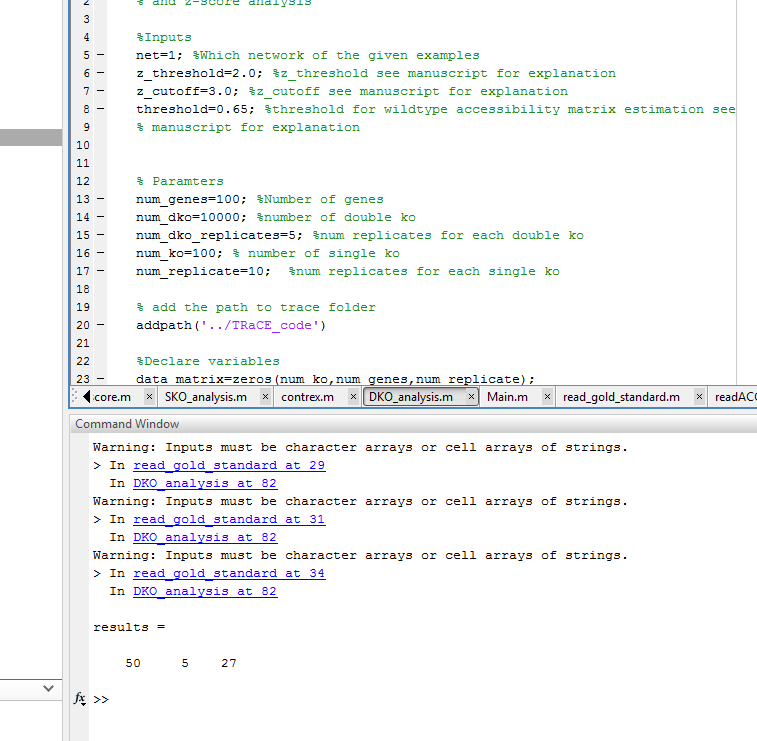 2 % and z-score analysis
3
4 %Inputs
5 – net=1; %Which network of the given examples
6 – z_threshold=2.0; %z_threshold see manuscript for explanation
7 – z_cutoff=3.0; %z_cutoff see manuscript for explanation
8 – threshold=0.65; %threshold for wildtype accessibility matrix estimation see
9 % manuscript for explanation
10
11
12 % Paramters
13 – num_genes=100; %Number of genes
14 – num_dko=10000; %number of double ko
15 – num_dko_replicates=5; %num replicates for each double ko
16 – num_ko=100; % number of single ko
17 – num_replicate=10; %num replicates for each single ko
18
19 % add the path to trace folder
20 – addpath('../TRaCE_code')
21
22 %Declare variables
23 – data_matrix=zeros(num_ko,num_genes,num_replicate);
core.m × SKO_analysis.m × contrex.m × DKO_analysis.m × Main.m × read_gold_standard.m × readACC
Command Window
Warning: Inputs must be character arrays or cell arrays of strings.
> In read_gold_standard at 29
In DKO_analysis at 82
Warning: Inputs must be character arrays or cell arrays of strings.
> In read_gold_standard at 31
In DKO_analysis at 82
Warning: Inputs must be character arrays or cell arrays of strings.
> In read_gold_standard at 34
In DKO_analysis at 82
results =
50 5 27
fx >>